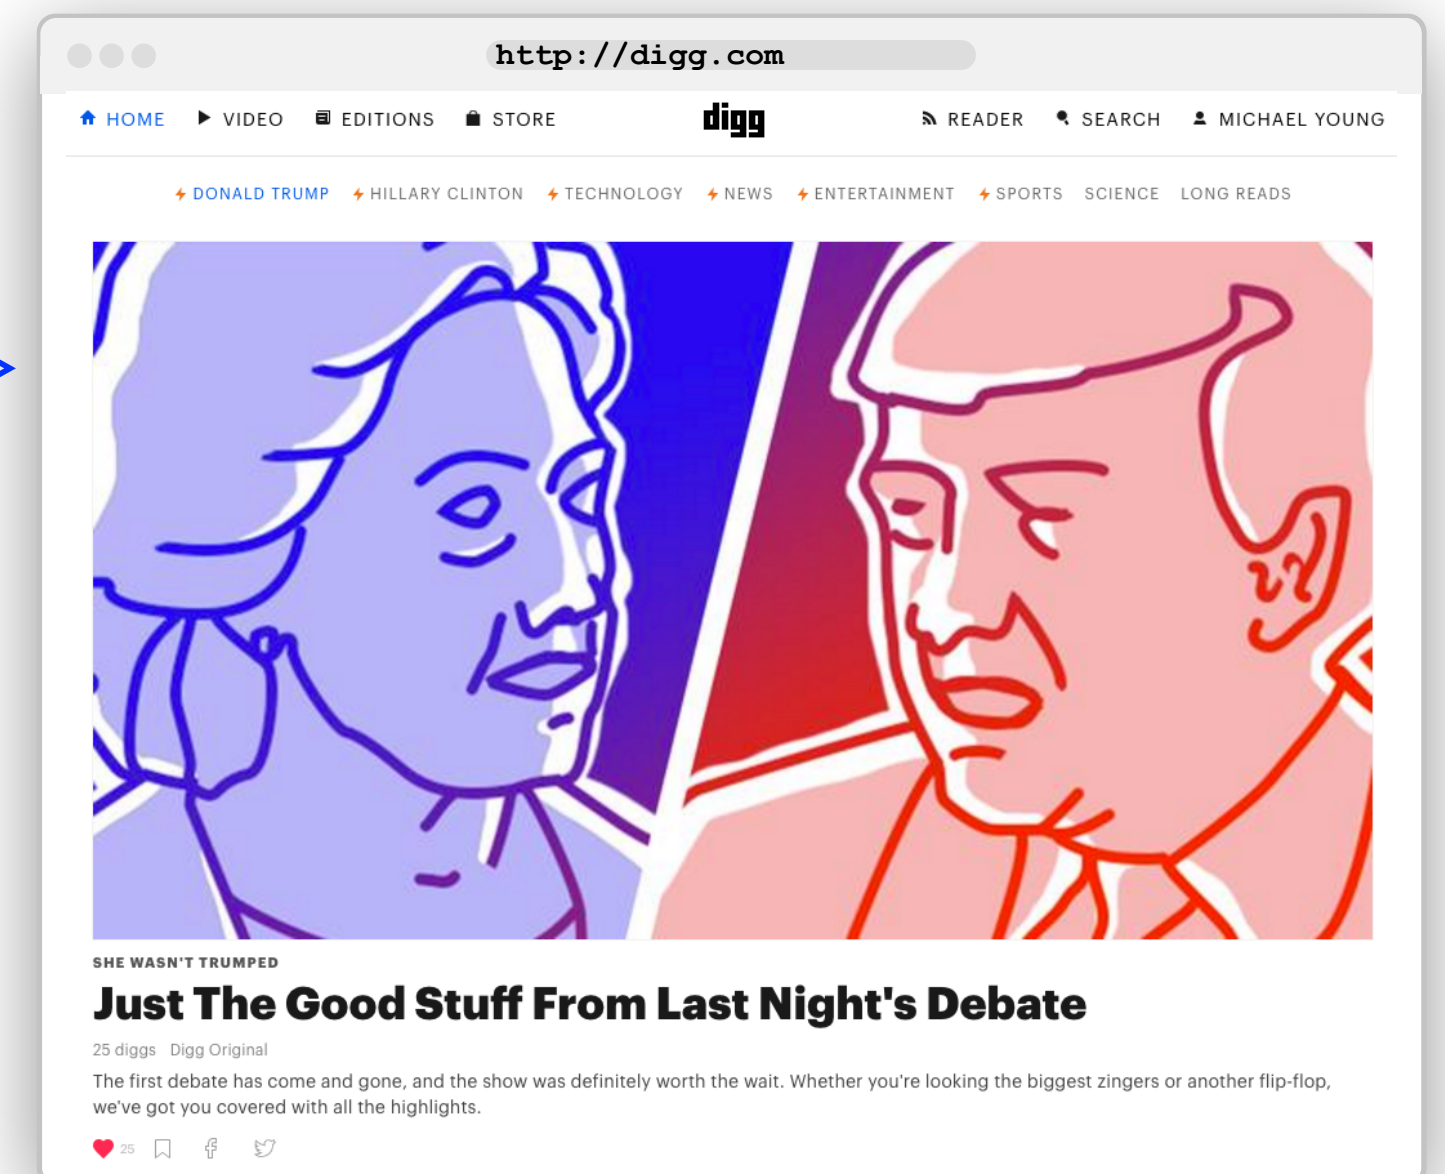 http://digg.com
HOME VIDEO EDITIONS STORE digg READER SEARCH MICHAEL YOUNG
DONALD TRUMP HILLARY CLINTON TECHNOLOGY NEWS ENTERTAINMENT SPORTS SCIENCE LONG READS
SHE WASN'T TRUMPED
Just The Good Stuff From Last Night's Debate
25 diggs Digg Original
The first debate has come and gone, and the show was definitely worth the wait. Whether you're looking the biggest zingers or another flip-flop,
we've got you covered with all the highlights.
25